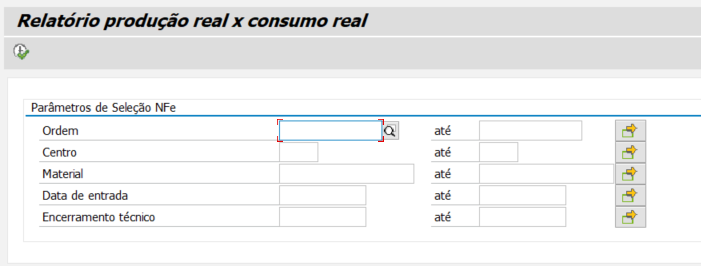 Relatório produção real x consumo real
Parâmetros de Seleção NFe
Ordem até
Centro até
Material até
Data de entrada até
Encerramento técnico até